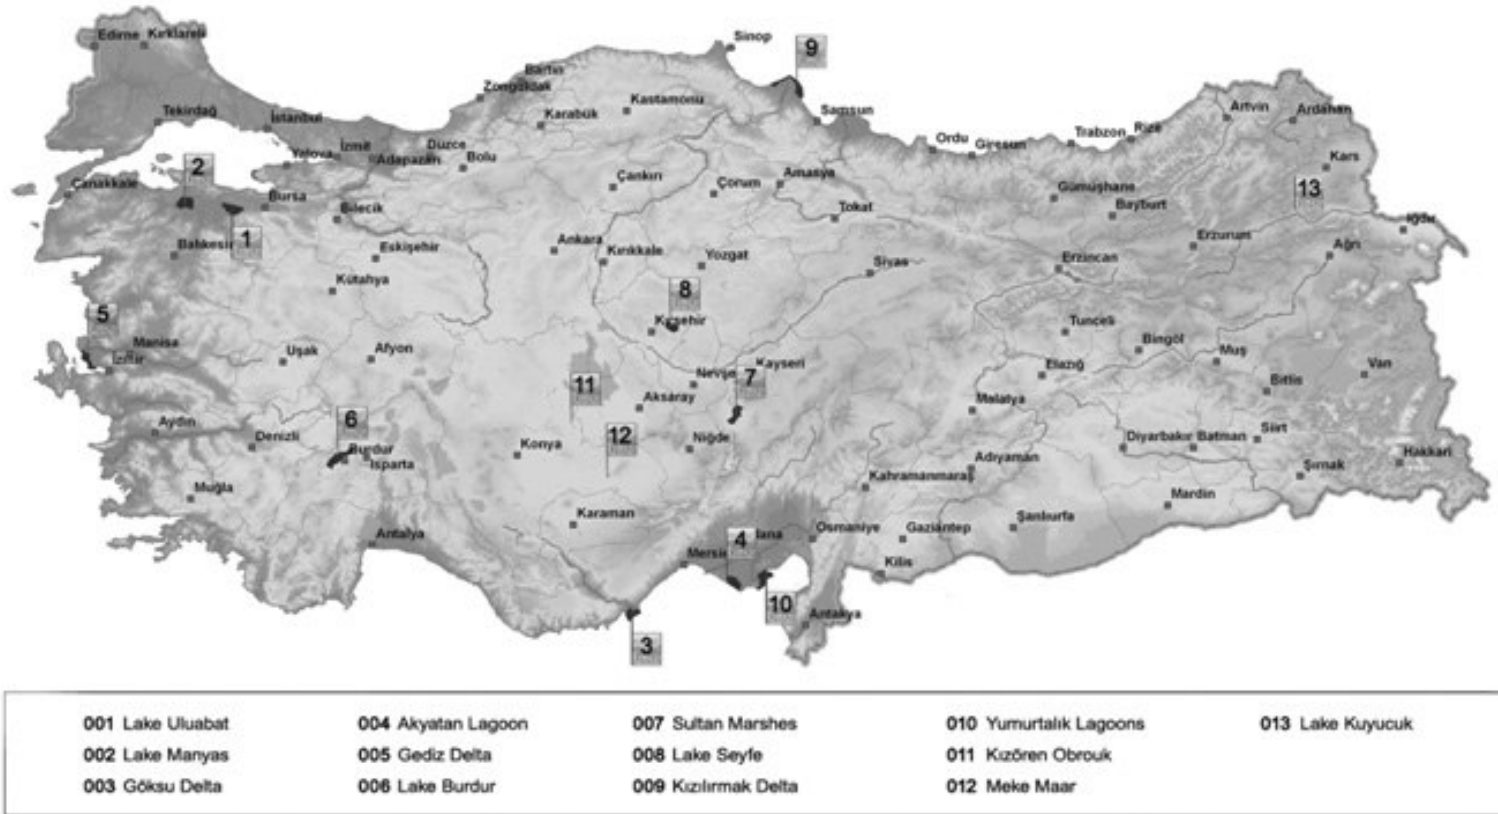 Edirne Kırklareli
Sinop
9
Bartın
Zonguldak
Kastamonu
Samsun
Artvin
Ardahan
Tekirdağ
İstanbul
Karabük
Ordu
Giresun
Trabzon
Rize
Yalova
İzmit
Adapazarı
Düzce
Bolu
Kars
2
Çanakkale
Bursa
Bilecik
Çankırı
Çorum
Amasya
Tokat
Gümüşhane
Bayburt
13
Iğdır
1
Balıkesir
Eskişehir
Ankara
Kırıkkale
Yozgat
Sivas
Erzincan
Erzurum
Ağrı
Kütahya
8
Kırşehir
5
Manisa
İzmir
Uşak
Afyon
Tunceli
Bingöl
Muş
Elazığ
Bitlis
Van
11
Nevşe
7
Kayseri
Aksaray
Malatya
6
Aydın
Denizli
Burdur
Isparta
Konya
12
Niğde
Diyarbakır
Batman
Siirt
Hakkari
Muğla
Kahramanmaraş
Adıyaman
Şırnak
Mardin
Karaman
Antalya
4
dana
Mersin
Osmaniye
Gaziantep
Şanlıurfa
Kilis
10
Antakya
3
001 Lake Uluabat
002 Lake Manyas
003 Göksu Delta
004 Akyatan Lagoon
005 Gediz Delta
006 Lake Burdur
007 Sultan Marshes
008 Lake Seyfe
009 Kızılırmak Delta
010 Yumurtalık Lagoons
011 Kızören Obrouk
012 Meke Maar
013 Lake Kuyucuk